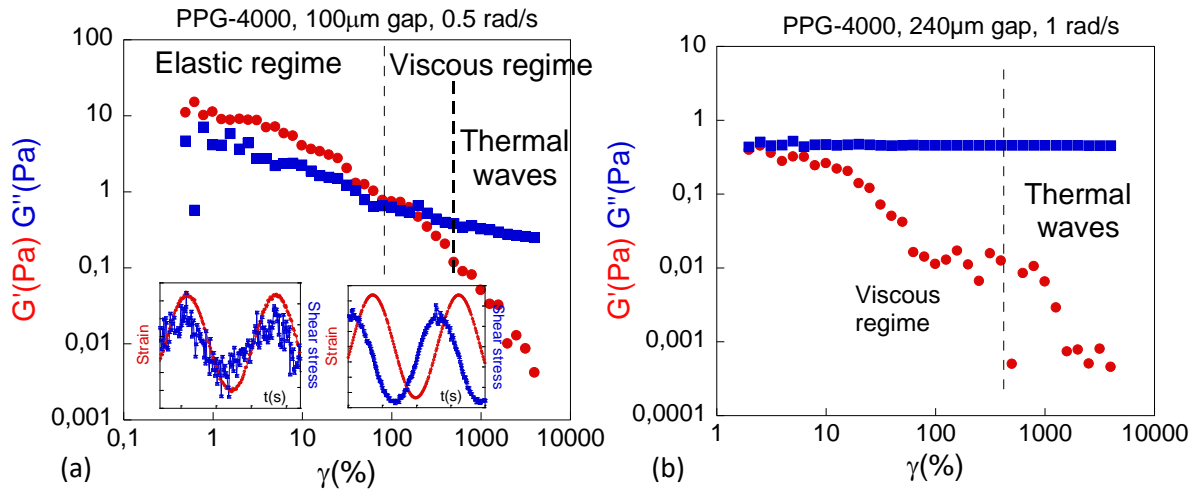 PPG-4000, 100μm gap, 0.5 rad/s
100
10
1
0,1
0,01
0,001
G'(Pa) G"(Pa)
Elastic regime
Viscous regime
Thermal
waves
Strain
Shear stress
t(s)
Strain
Shear stress
t(s)
0,1
1
10
100
1000
10000
γ(%)
(a)
PPG-4000, 240μm gap, 1 rad/s
10
1
0,1
0,01
0,001
0,0001
G'(Pa) G"(Pa)
Thermal
waves
Viscous
regime
1
10
100
1000
10000
γ(%)
(b)